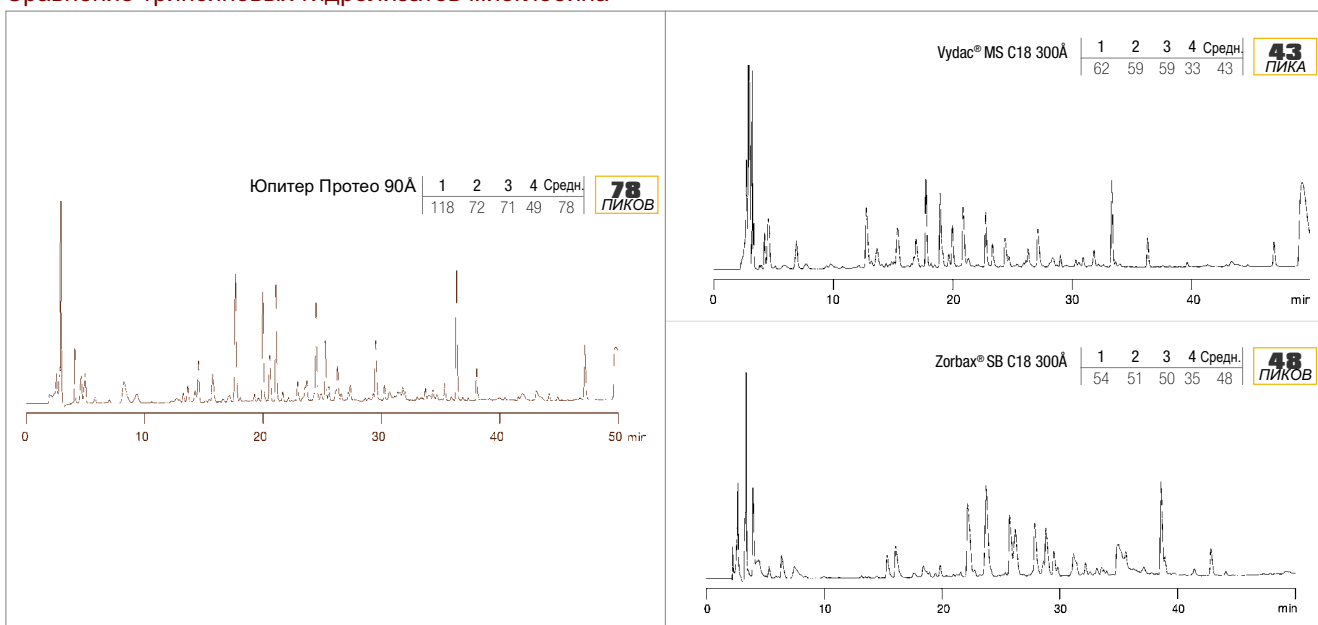 Юпитер Протео 90Å 1 2 3 4 Средн.
118 72 71 49 78
78
ПИКОВ
0 10 20 30 40 50 min
Vydac® MS C18 300Å 1 2 3 4 Средн.
62 59 59 33 43
43
ПИКА
0 10 20 30 40 min
Zorbax® SB C18 300Å 1 2 3 4 Средн.
54 51 50 35 48
48
ПИКОВ
0 10 20 30 40 min